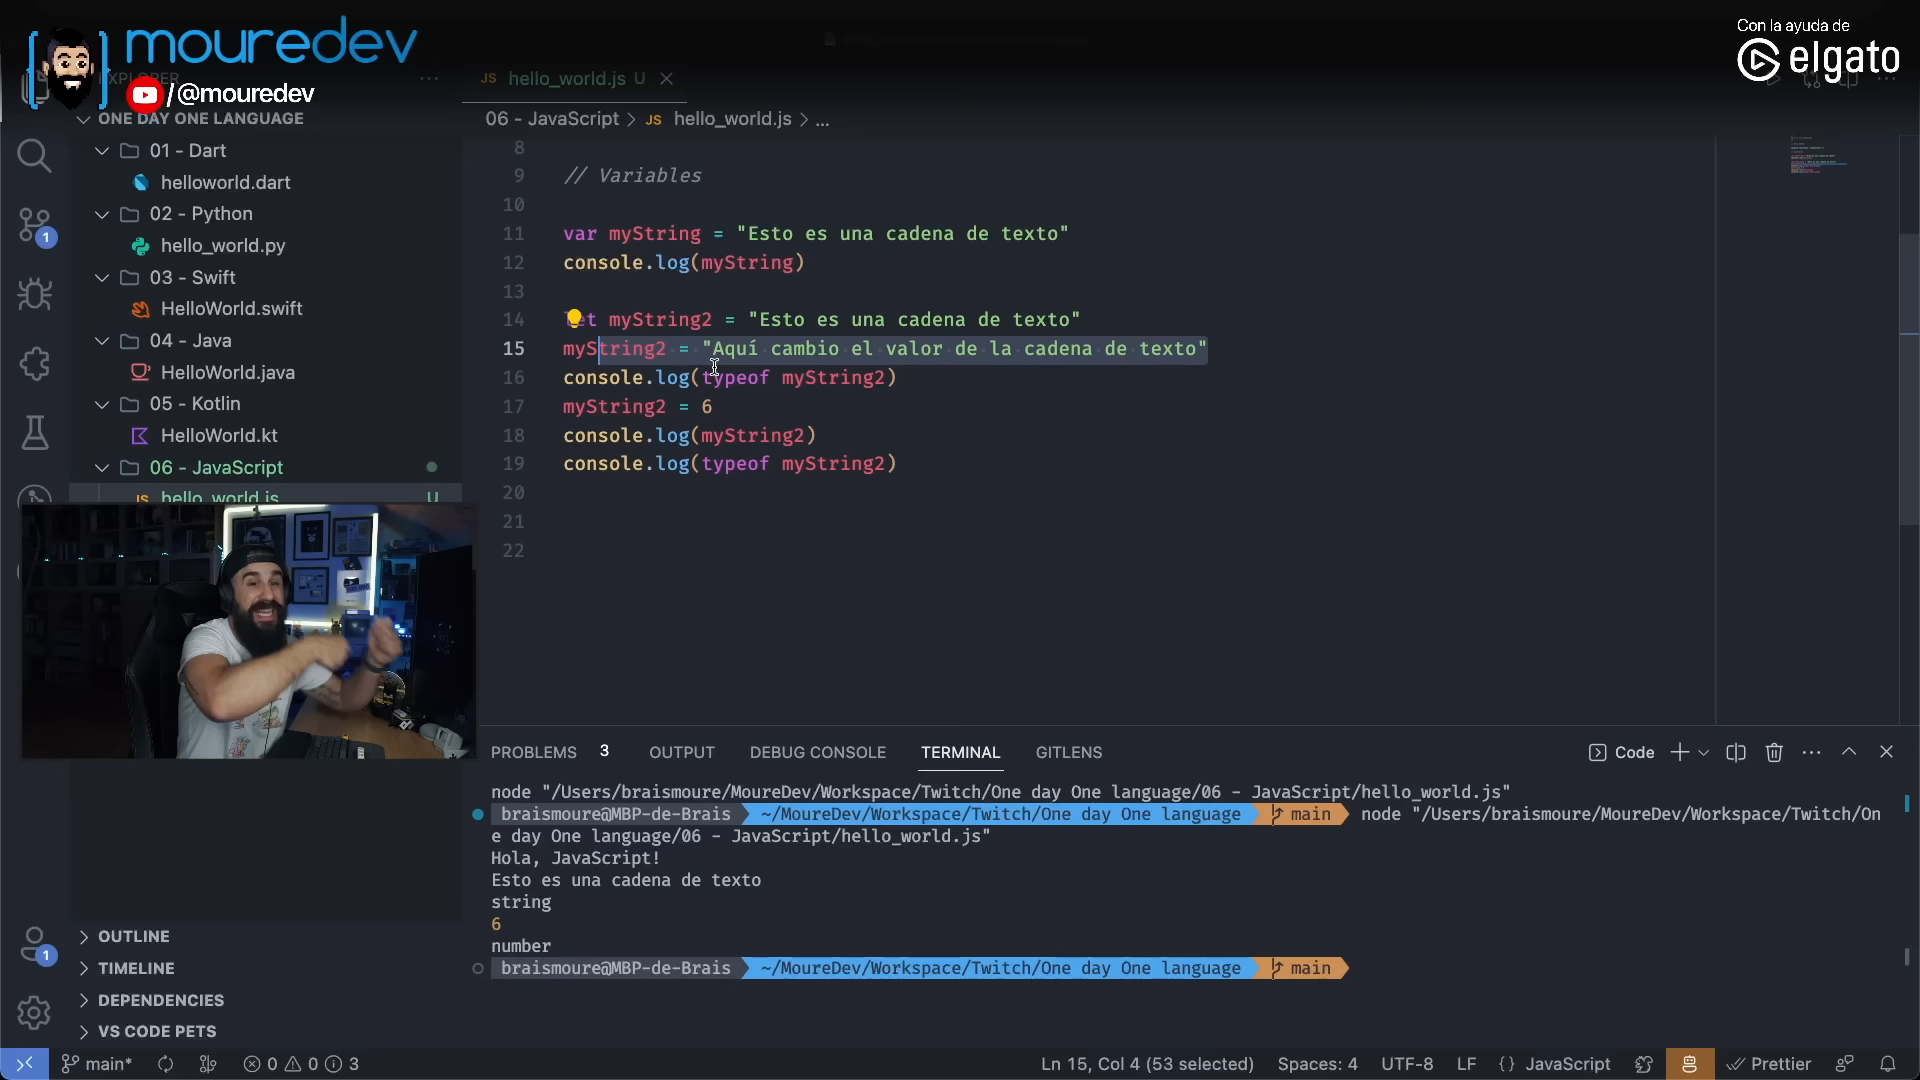 mouredev
/@mouredev
Con la ayuda de
elgato
EXPLORER
ONE DAY ONE LANGUAGE
01 - Dart
helloworld.dart
02 - Python
hello_world.py
03 - Swift
HelloWorld.swift
04 - Java
HelloWorld.java
05 - Kotlin
HelloWorld.kt
06 - JavaScript
JS hello_world.js U
OUTLINE
TIMELINE
DEPENDENCIES
VS CODE PETS
JS hello_world.js U
06 - JavaScript > JS hello_world.js > ...
8
9 // Variables
10
11 var myString = "Esto es una cadena de texto"
12 console.log(myString)
13
14 let myString2 = "Esto es una cadena de texto"
15 myString2 = "Aquí cambio el valor de la cadena de texto"
16 console.log(typeof myString2)
17 myString2 = 6
18 console.log(myString2)
19 console.log(typeof myString2)
20
21
22
PROBLEMS 3 OUTPUT DEBUG CONSOLE TERMINAL GITLENS Code
node "/Users/braismoure/MoureDev/Workspace/Twitch/One day One language/06 - JavaScript/hello_world.js"
braismoure@MBP-de-Brais ~/MoureDev/Workspace/Twitch/One day One language main node "/Users/braismoure/MoureDev/Workspace/Twitch/On
e day One language/06 - JavaScript/hello_world.js"
Hola, JavaScript!
Esto es una cadena de texto
string
6
number
braismoure@MBP-de-Brais ~/MoureDev/Workspace/Twitch/One day One language main
1
1
main* 0 0 3 Ln 15, Col 4 (53 selected) Spaces: 4 UTF-8 LF {} JavaScript Prettier